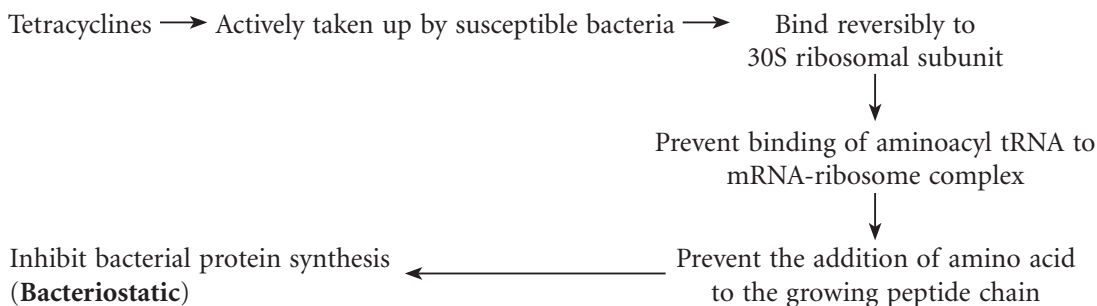 Tetracyclines
Actively taken up by susceptible bacteria
Bind reversibly to
30S ribosomal subunit
Prevent binding of aminoacyl tRNA to
mRNA-ribosome complex
Prevent the addition of amino acid
to the growing peptide chain
Inhibit bacterial protein synthesis
(Bacteriostatic)